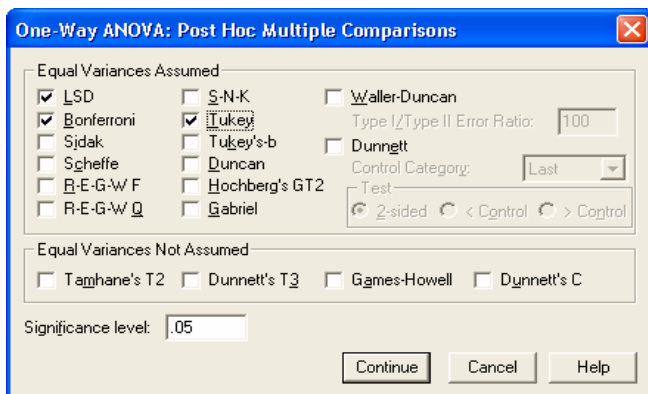 One-Way ANOVA: Post Hoc Multiple Comparisons
Equal Variances Assumed
LSD
S-N-K
Waller-Duncan
Bonferroni
Tukey
Type I/Type II Error Ratio: 100
Sidak
Tukey's-b
Dunnett
Scheffe
Duncan
Control Category: Last
R-E-G-W F
Hochberg's GT2
Test
R-E-G-W Q
Gabriel
2-sided < Control > Control
Equal Variances Not Assumed
Tamhane's T2 Dunnett's T3 Games-Howell Dunnett's C
Significance level: .05
Continue Cancel Help